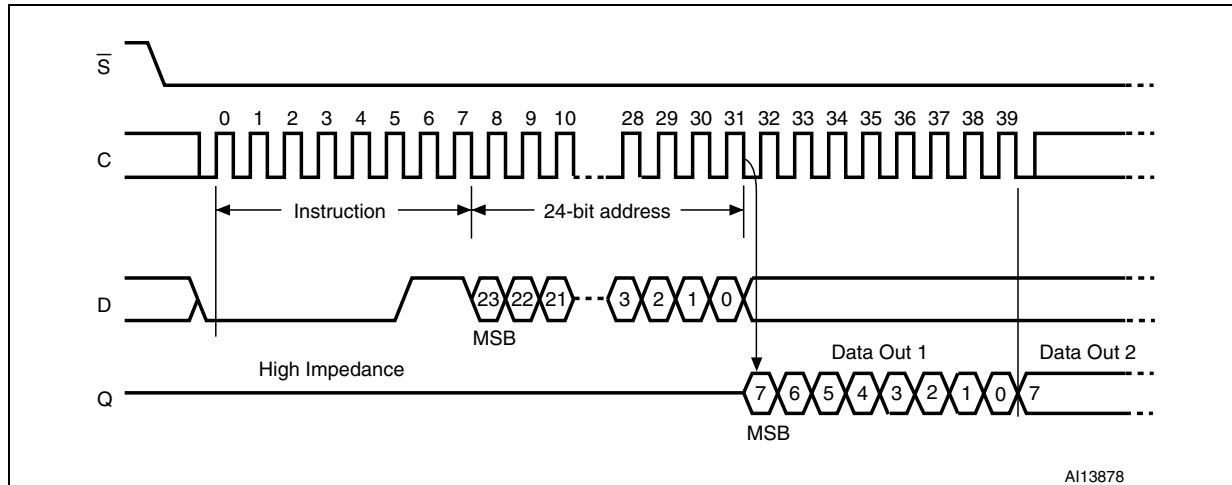 S
0 1 2 3 4 5 6 7 8 9 10 28 29 30 31 32 33 34 35 36 37 38 39
C
Instruction 24-bit address
D 23 22 21 3 2 1 0
MSB
High Impedance Data Out 1 Data Out 2
Q 7 6 5 4 3 2 1 0 7
MSB
AI13878